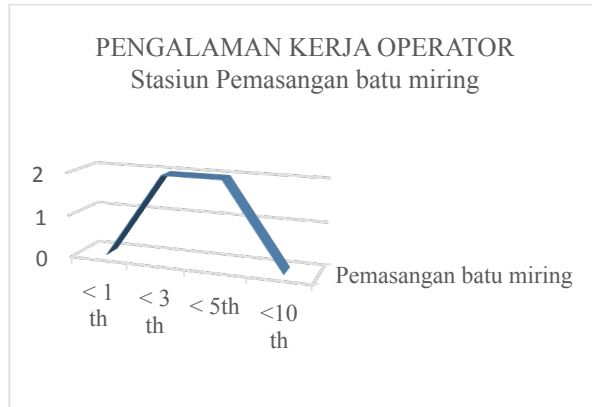 PENGALAMAN KERJA OPERATOR
Stasiun Pemasangan batu miring
2
1
0
Pemasangan batu miring
< 1
th
< 3
th
< 5th
<10
th